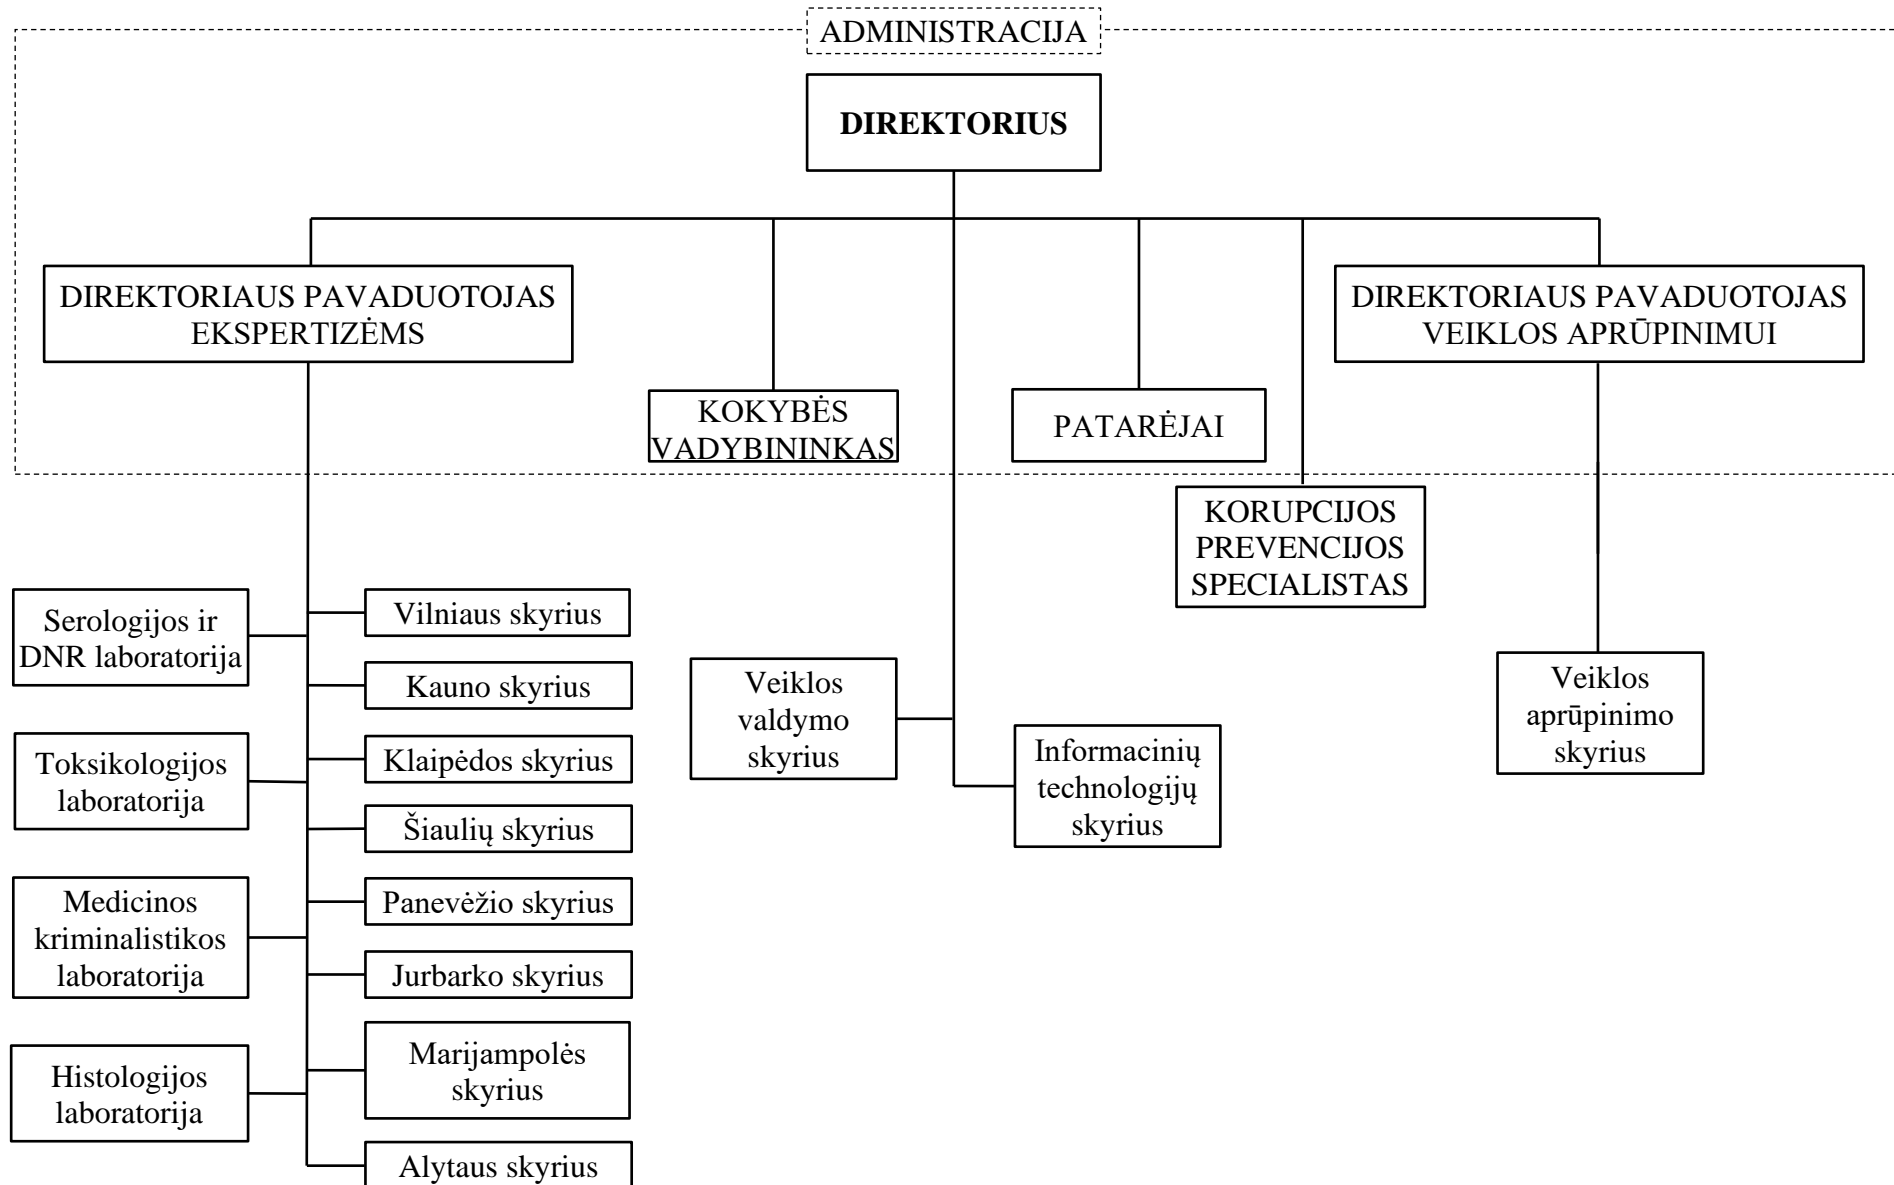 ADMINISTRACIJA
DIREKTORIUS
DIREKTORIAUS PAVADUOTOJAS
EKSPERTIZĖMS
DIREKTORIAUS PAVADUOTOJAS
VEIKLOS APRŪPINIMUI
KOKYBĖS
VADYBININKAS
PATARĖJAI
KORUPCIJOS
PREVENCIJOS
SPECIALISTAS
Serologijos ir
DNR laboratorija
Toksikologijos
laboratorija
Medicinos
kriminalistikos
laboratorija
Histologijos
laboratorija
Vilniaus skyrius
Kauno skyrius
Klaipėdos skyrius
Šiaulių skyrius
Panevėžio skyrius
Jurbarko skyrius
Marijampolės
skyrius
Alytaus skyrius
Veiklos
valdymo
skyrius
Informacinių
technologijų
skyrius
Veiklos
aprūpinimo
skyrius